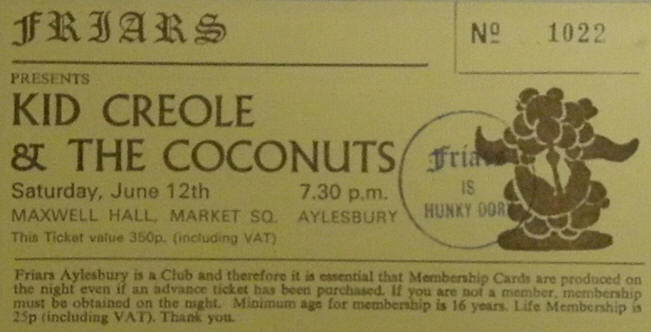 FRIARS
Nº 1022
PRESENTS
KID CREOLE
& THE COCONUTS
Saturday, June 12th 7.30 p.m.
MAXWELL HALL, MARKET SQ. AYLESBURY
This Ticket value 350p. (including VAT)
Friars
IS
HUNKY DORY
Friars Aylesbury is a Club and therefore it is essential that Membership Cards are produced on
the night even if an advance ticket has been purchased. If you are not a member, membership
must be obtained on the night. Minimum age for membership is 16 years. Life Membership is
25p (including VAT). Thank you.